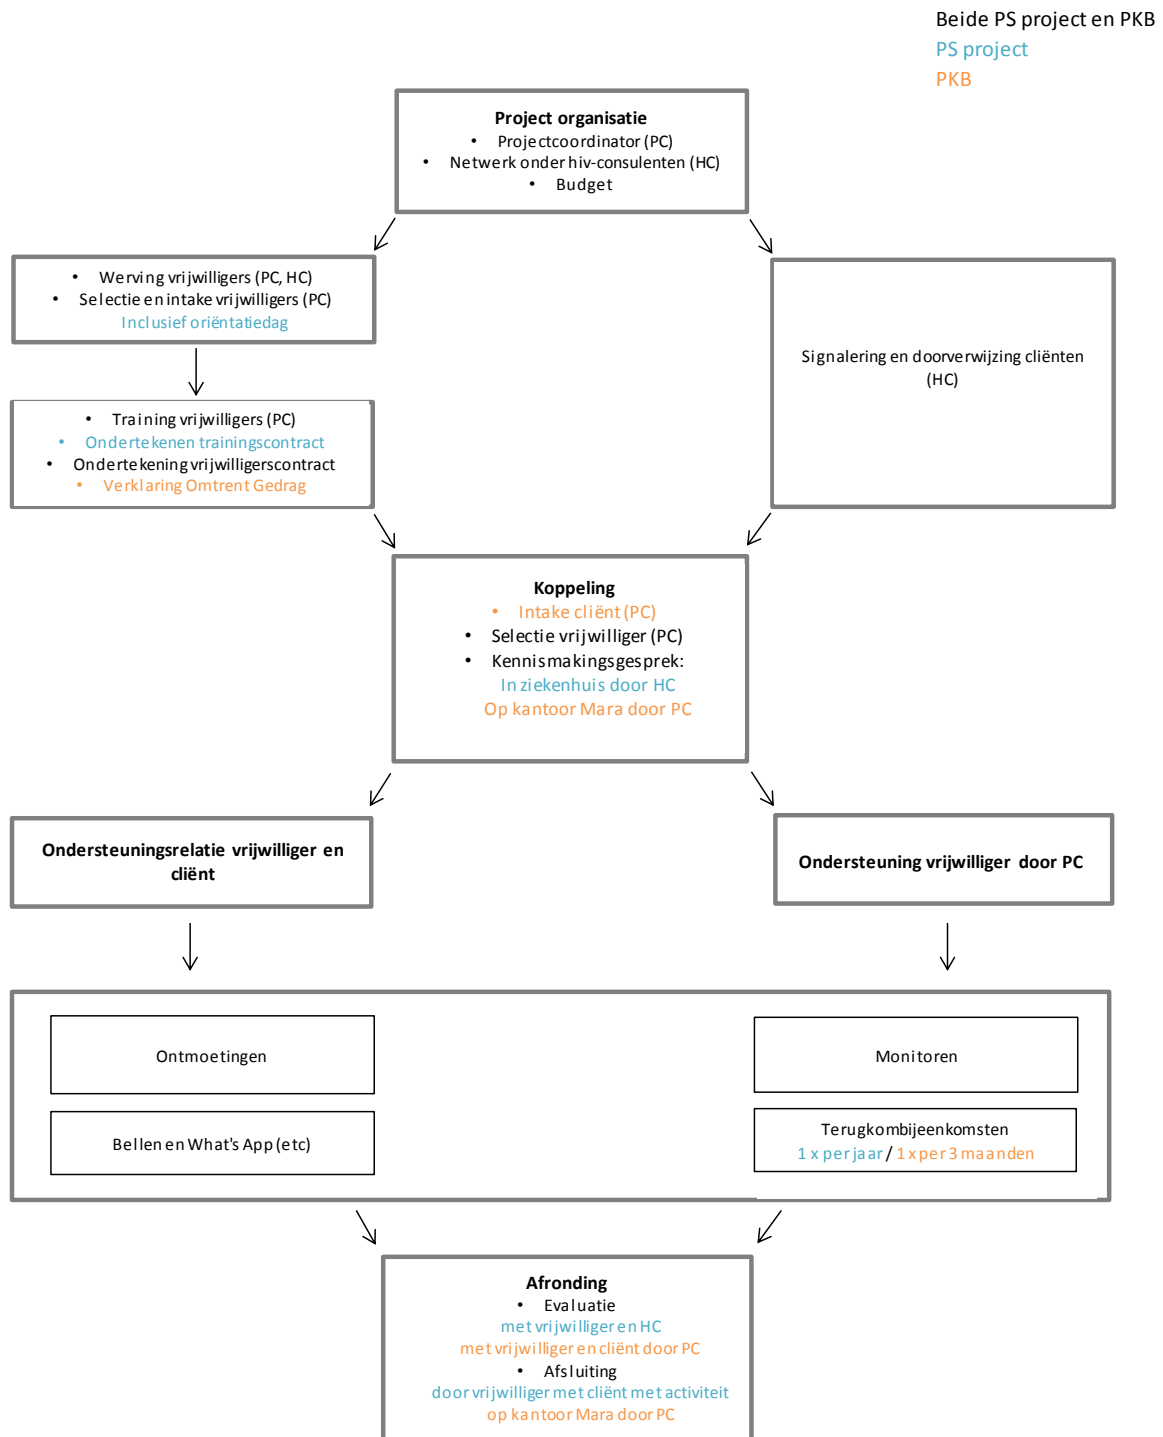 Beide PS project en PKB
PS project
PKB
Project organisatie
• Projectcoordinator (PC)
• Netwerk onder hiv-consulenten (HC)
• Budget
• Werving vrijwilligers (PC, HC)
• Selectie en intake vrijwilligers (PC)
Inclusief oriëntatiedag
Signalering en doorverwijzing cliënten
(HC)
• Training vrijwilligers (PC)
• Ondertekenen trainingscontract
• Ondertekening vrijwilligerscontract
• Verklaring Omtrent Gedrag
Koppeling
• Intake cliënt (PC)
• Selectie vrijwilliger (PC)
• Kennismakingsgesprek:
In ziekenhuis door HC
Op kantoor Mara door PC
Ondersteuningsrelatie vrijwilliger en
cliënt
Ondersteuning vrijwilliger door PC
Ontmoetingen
Monitoren
Bellen en What's App (etc)
Terugkombijeenkomsten
1 x per jaar / 1 x per 3 maanden
Afronding
• Evaluatie
met vrijwilliger en HC
met vrijwilliger en cliënt door PC
• Afsluiting
door vrijwilliger met cliënt met activiteit
op kantoor Mara door PC